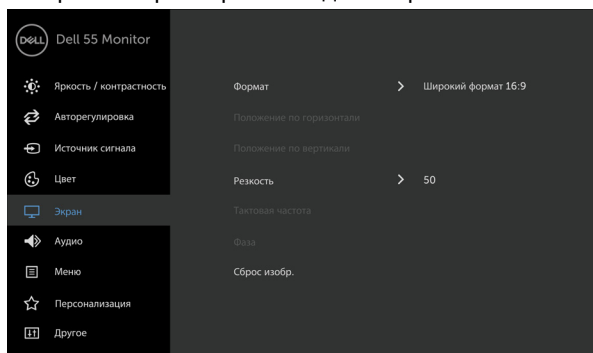 DELL Dell 55 Monitor
Яркость / контрастность
Авторегулировка
Источник сигнала
Цвет
Экран
Аудио
Меню
Персонализация
Другое
Формат Широкий формат 16:9
Положение по горизонтали
Положение по вертикали
Резкость 50
Тактовая частота
Фаза
Сброс изобр.